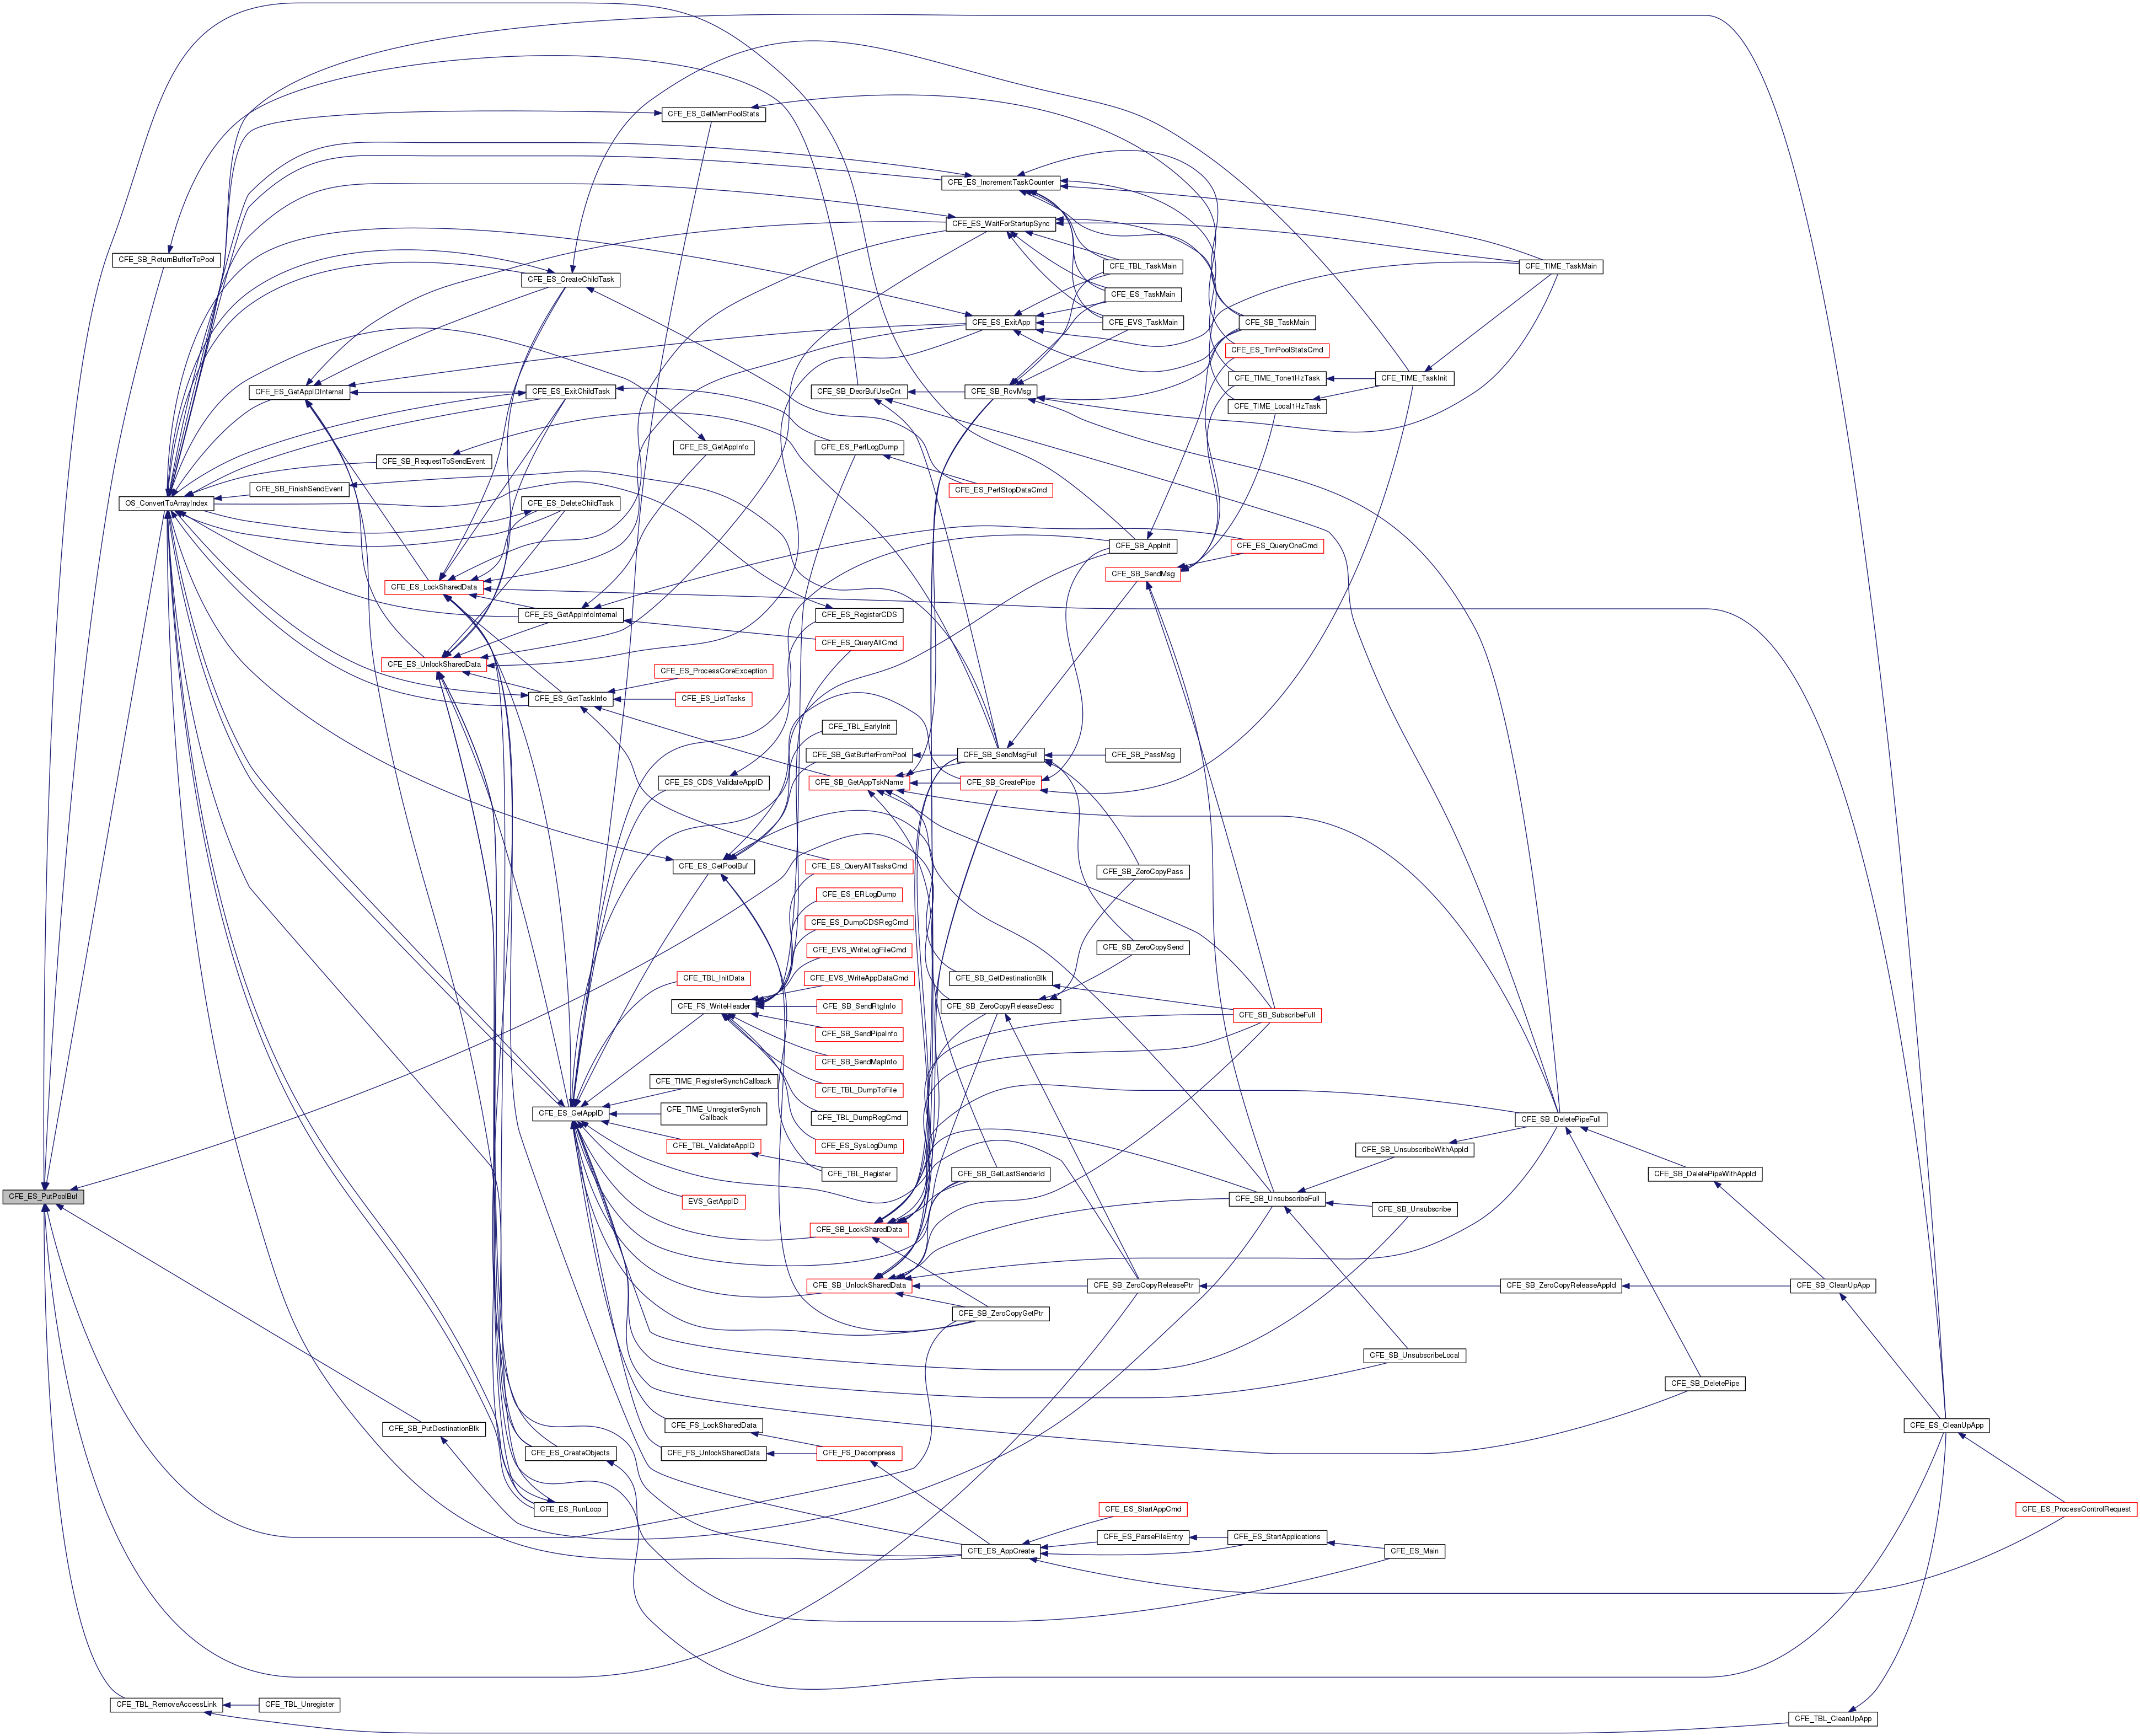 CFE_ES_GetMemPoolStats
CFE_ES_IncrementTaskCounter
CFE_ES_WaitForStartupSync
CFE_SB_ReturnBufferToPool
CFE_TBL_TaskMain
CFE_TIME_TaskMain
CFE_ES_CreateChildTask
CFE_ES_TaskMain
CFE_ES_ExitApp
CFE_EVS_TaskMain
CFE_SB_TaskMain
CFE_ES_TlmPoolStatsCmd
CFE_TIME_Tone1HzTask
CFE_TIME_TaskInit
CFE_ES_GetAppIDInternal
CFE_ES_ExitChildTask
CFE_SB_DecrBufUseCnt
CFE_SB_RcvMsg
CFE_TIME_Local1HzTask
CFE_ES_GetAppInfo
CFE_ES_PerfLogDump
CFE_SB_RequestToSendEvent
CFE_SB_FinishSendEvent
CFE_ES_PerfStopDataCmd
OS_ConvertToArrayIndex
CFE_ES_DeleteChildTask
CFE_SB_AppInit
CFE_ES_QueryOneCmd
CFE_SB_SendMsg
CFE_ES_LockSharedData
CFE_ES_GetAppInfoInternal
CFE_ES_RegisterCDS
CFE_ES_QueryAllCmd
CFE_ES_UnlockSharedData
CFE_ES_ProcessCoreException
CFE_ES_GetTaskInfo
CFE_ES_ListTasks
CFE_TBL_EarlyInit
CFE_SB_GetBufferFromPool
CFE_SB_SendMsgFull
CFE_SB_PassMsg
CFE_ES_CDS_ValidateAppID
CFE_SB_GetAppTskName
CFE_SB_CreatePipe
CFE_ES_GetPoolBuf
CFE_ES_QueryAllTasksCmd
CFE_SB_ZeroCopyPass
CFE_ES_ERLogDump
CFE_ES_DumpCDSRegCmd
CFE_EVS_WriteLogFileCmd
CFE_SB_ZeroCopySend
CFE_TBL_InitData
CFE_EVS_WriteAppDataCmd
CFE_SB_GetDestinationBlk
CFE_FS_WriteHeader
CFE_SB_SendRtgInfo
CFE_SB_ZeroCopyReleaseDesc
CFE_SB_SubscribeFull
CFE_SB_SendPipeInfo
CFE_SB_SendMapInfo
CFE_TIME_RegisterSynchCallback
CFE_TBL_DumpToFile
CFE_ES_GetAppID
CFE_TIME_UnregisterSynch
Callback
CFE_TBL_DumpRegCmd
CFE_SB_DeletePipeFull
CFE_TBL_ValidateAppID
CFE_ES_SysLogDump
CFE_SB_UnsubscribeWithAppId
CFE_TBL_Register
CFE_SB_GetLastSenderId
CFE_SB_DeletePipeWithAppId
CFE_ES_PutPoolBuf
EVS_GetAppID
CFE_SB_UnsubscribeFull
CFE_SB_Unsubscribe
CFE_SB_LockSharedData
CFE_SB_UnlockSharedData
CFE_SB_ZeroCopyReleasePtr
CFE_SB_ZeroCopyReleaseAppId
CFE_SB_CleanUpApp
CFE_SB_ZeroCopyGetPtr
CFE_SB_UnsubscribeLocal
CFE_SB_DeletePipe
CFE_SB_PutDestinationBlk
CFE_FS_LockSharedData
CFE_ES_CleanUpApp
CFE_ES_CreateObjects
CFE_FS_UnlockSharedData
CFE_FS_Decompress
CFE_ES_RunLoop
CFE_ES_StartAppCmd
CFE_ES_ProcessControlRequest
CFE_ES_ParseFileEntry
CFE_ES_StartApplications
CFE_ES_AppCreate
CFE_ES_Main
CFE_TBL_RemoveAccessLink
CFE_TBL_Unregister
CFE_TBL_CleanUpApp